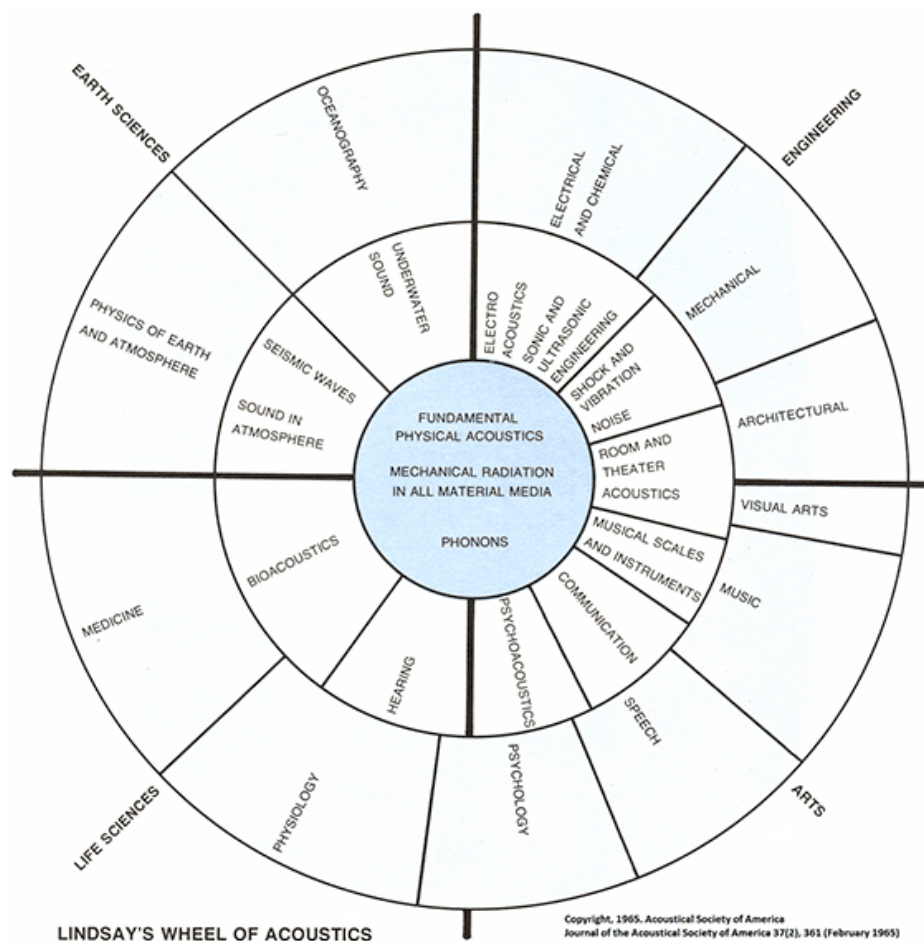 EARTH SCIENCES
ENGINEERING
OCEANOGRAPHY
ELECTRICAL
AND CHEMICAL
MECHANICAL
ARCHITECTURAL
VISUAL ARTS
MUSIC
SPEECH
PSYCHOLOGY
PHYSIOLOGY
MEDICINE
PHYSICS OF EARTH
AND ATMOSPHERE
UNDERWATER
SOUND
ELECTRO
ACOUSTICS
SONIC AND
ULTRASONIC
ENGINEERING
SHOCK AND
VIBRATION
NOISE
ROOM AND
THEATER
ACOUSTICS
MUSICAL SCALES
AND INSTRUMENTS
COMMUNICATION
PSYCHOACOUSTICS
HEARING
BIOACOUSTICS
SEISMIC WAVES
SOUND IN
ATMOSPHERE
FUNDAMENTAL
PHYSICAL ACOUSTICS
MECHANICAL RADIATION
IN ALL MATERIAL MEDIA
PHONONS
LIFE SCIENCES
ARTS
LINDSAY'S WHEEL OF ACOUSTICS
Copyright, 1965. Acoustical Society of America
Journal of the Acoustical Society of America 37(2), 361 (February 1965)